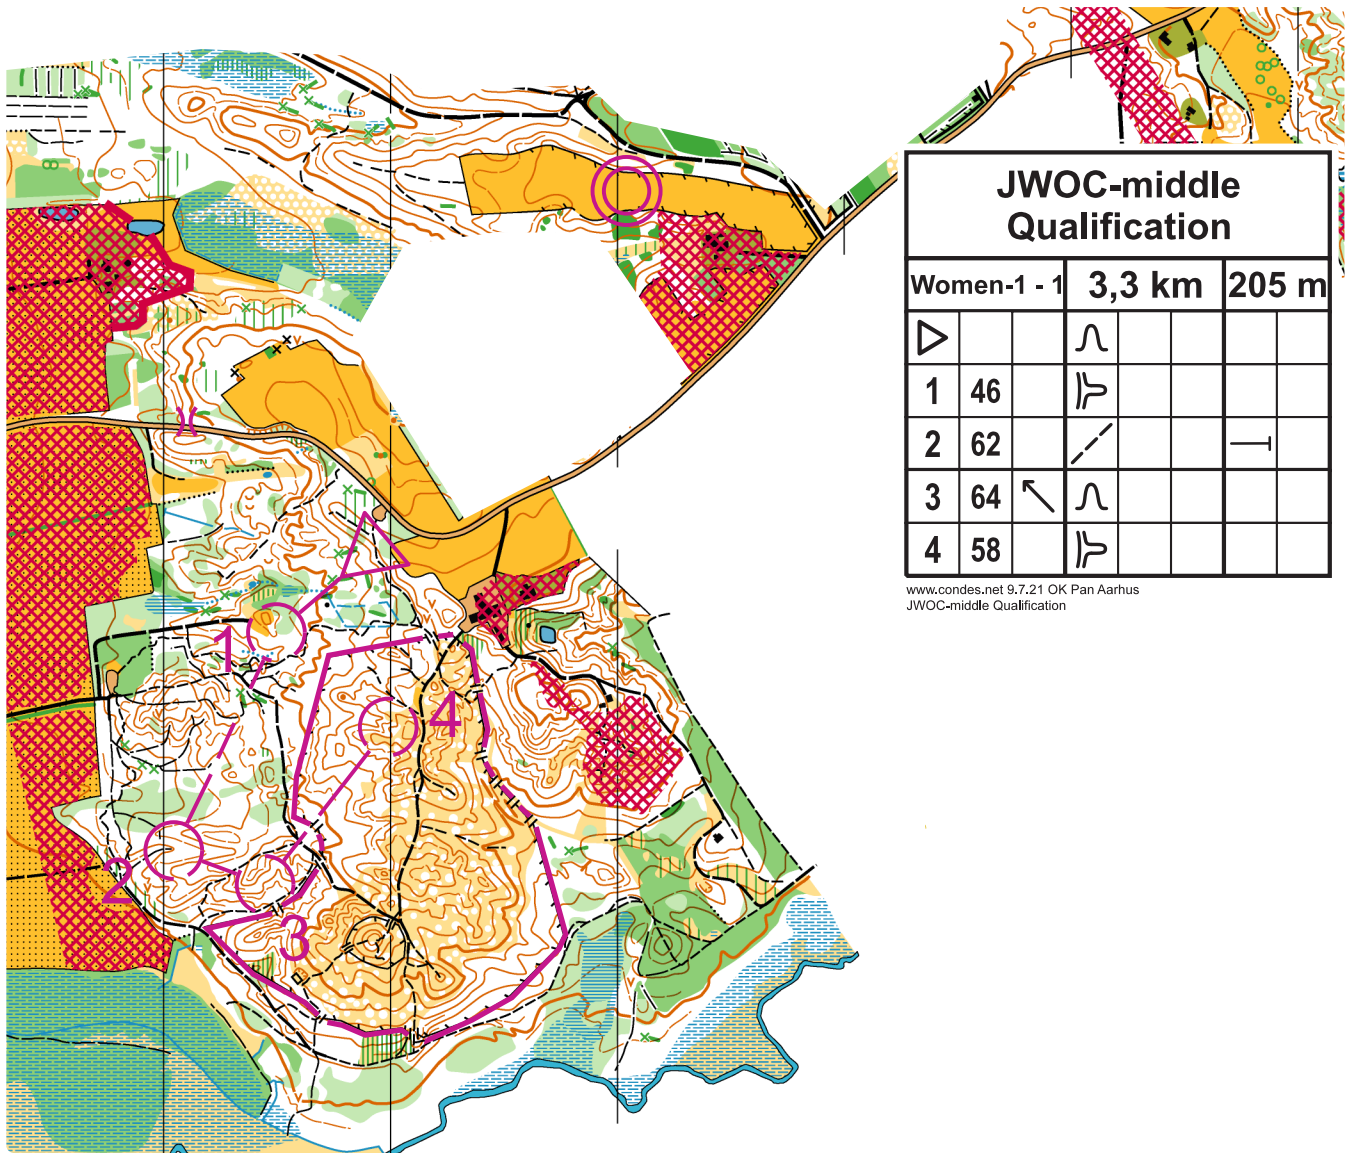 JWOC-middle
Qualification
Women-1 - 1 3,3 km 205 m
1 46
2 62
3 64
4 58
www.condes.net 9.7.21 OK Pan Aarhus
JWOC-middle Qualification
1
4
2
3